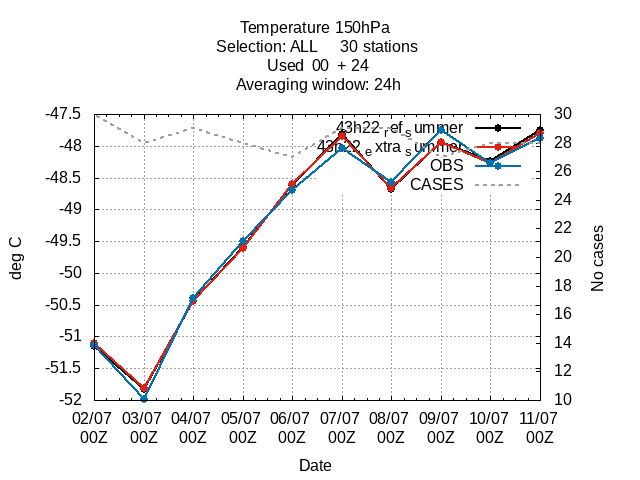 Temperature 150hPa
Selection: ALL 30 stations
Used 00 + 24
Averaging window: 24h
-47.5
-48
-48.5
-49
-49.5
-50
-50.5
-51
-51.5
-52
deg C
43h22_ref_summer
43h22_extra_summer
OBS
CASES
30
28
26
24
22
20
18
16
14
12
10
No cases
02/07 03/07 04/07 05/07 06/07 07/07 08/07 09/07 10/07 11/07
00Z 00Z 00Z 00Z 00Z 00Z 00Z 00Z 00Z 00Z
Date